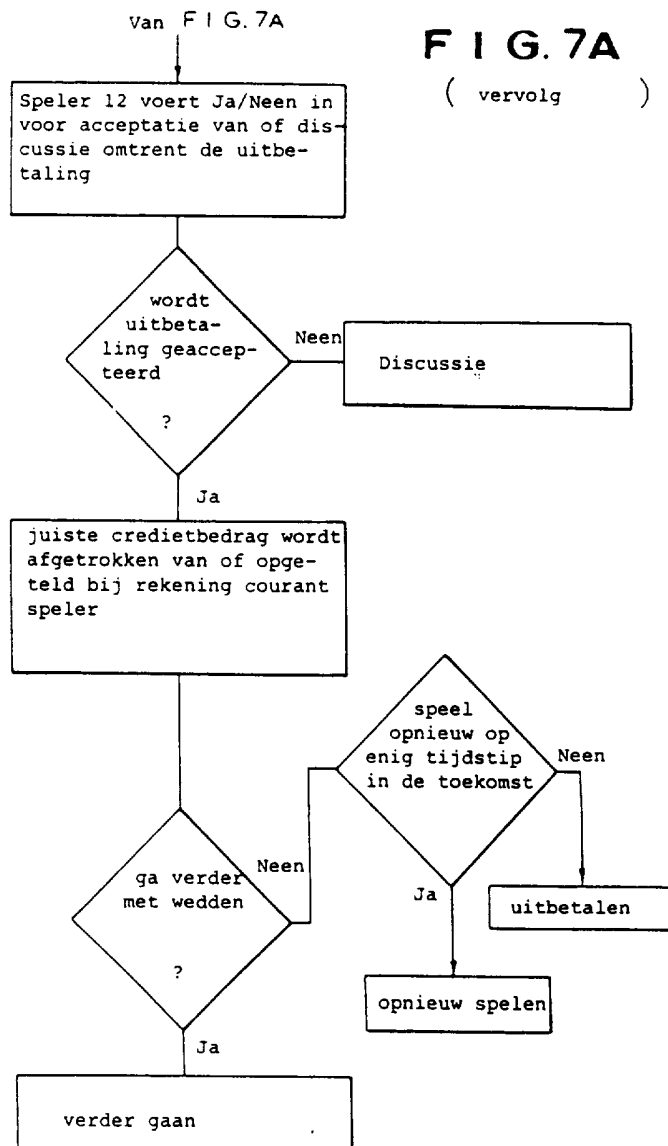 Van FIG. 7A
FIG. 7A
( vervolg )
Speler 12 voert Ja/Neen in
voor acceptatie van of dis-
cussie omtrent de uitbe-
taling
wordt
uitbeta-
ling geaccep-
teerd
?
Neen
Discussie
Ja
juiste credietbedrag wordt
afgetrokken van of opge-
teld bij rekening courant
speler
speel
opnieuw op
enig tijdstip
in de toekomst
Neen
uitbetalen
Ja
opnieuw spelen
ga verder
met wedden
?
Neen
Ja
verder gaan